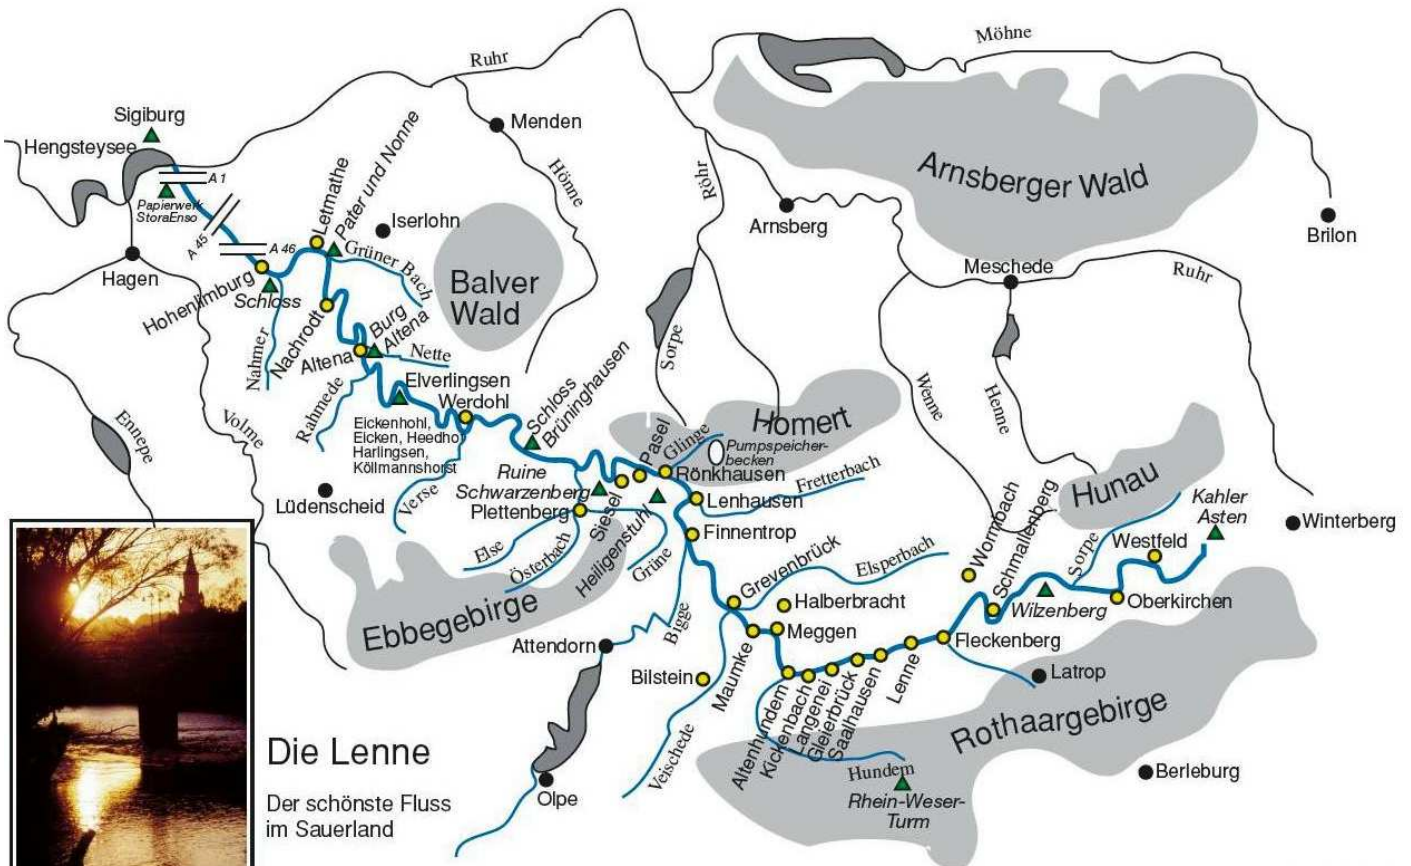 Möhne
Ruhr
Sigiburg
Hengsteysee
Menden
A 1
Papierwerk
StoraEnso
A 45
A 46
Letmathe
Pater und Nonne
Iserlohn
Hönne
Röhr
Arnsberger Wald
Arnsberg
Brilon
Hagen
Grüner Bach
Balver
Wald
Meschede
Ruhr
Hohenlimburg
Schloss
Nahmer
Nachrodt
Altena
Burg
Altena
Nette
Sorpe
Rahmede
Elverlingsen
Werdohl
Eickenhohl,
Eicken, Heedhof
Harlingsen,
Köllmannshorst
Schloss
Brüninghausen
Wenne
Henne
Ennepe
Volme
Homert
Pasel
Glinge
Pumpspeicher-
becken
Rönkhausen
Fretterbach
Lenhausen
Lüdenscheid
Verse
Ruine
Schwarzenberg
Plettenberg
Siesel
Heiligenstuhl
Finnentrop
Hunau
Kahler
Asten
Winterberg
Wormbach
Schmallenberg
Sorpe
Westfeld
Else
Österbach
Grüne
Grevenbrück
Elsperbach
Halberbracht
Wilzenberg
Oberkirchen
Ebbegebirge
Bigge
Meggen
Fleckenberg
Attendorn
Bilstein
Maumke
Latrop
Altenhundem
Kickenbach
Langenei
Gleierbrück
Saalhausen
Lenne
Rothaargebirge
Veischede
Hundem
Rhein-Weser-
Turm
Berleburg
Olpe
Die Lenne
Der schönste Fluss
im Sauerland